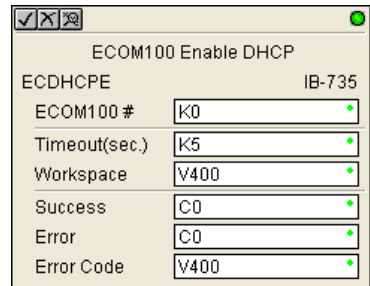 ECOM100 Enable DHCP
ECDHCPE IB-735
ECOM100 # K0
Timeout(sec.) K5
Workspace V400
Success C0
Error C0
Error Code V400